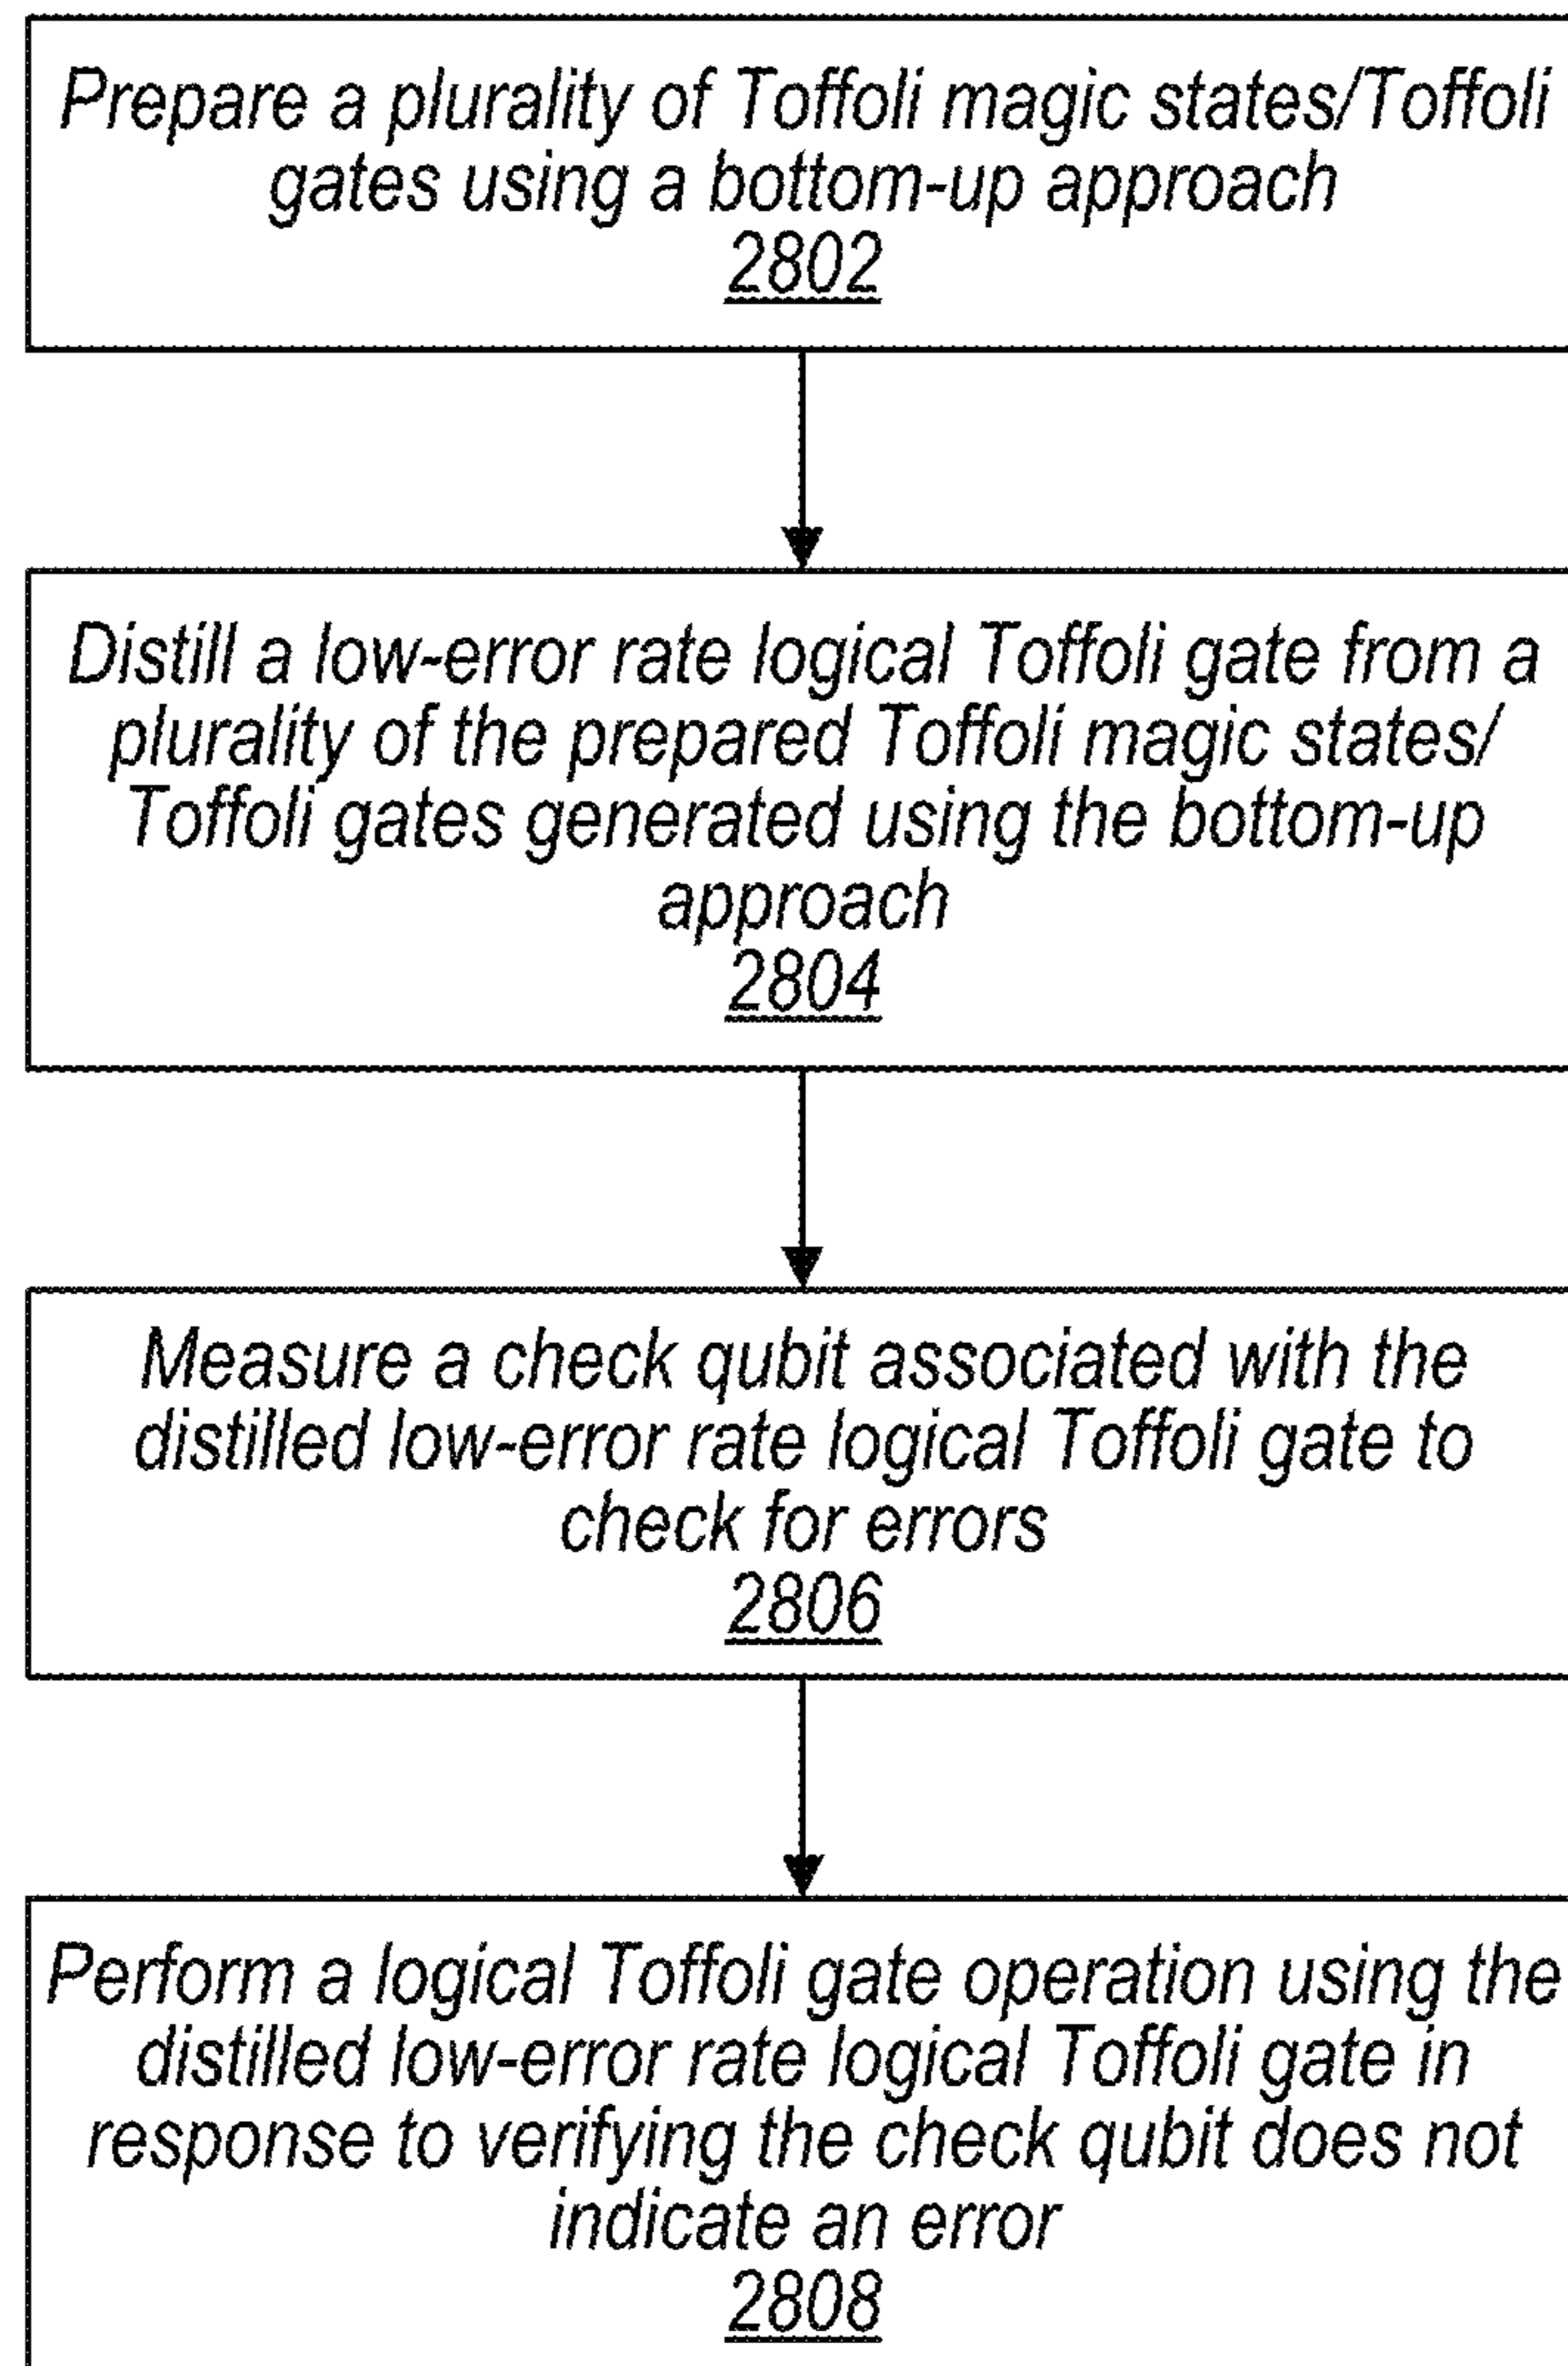 Prepare a plurality of Toffoli magic states/Toffoli
gates using a bottom-up approach
2802
Distill a low-error rate logical Toffoli gate from a
plurality of the prepared Toffoli magic states/
Toffoli gates generated using the bottom-up
approach
2804
Measure a check qubit associated with the
distilled low-error rate logical Toffoli gate to
check for errors
2806
Perform a logical Toffoli gate operation using the
distilled low-error rate logical Toffoli gate in
response to verifying the check qubit does not
indicate an error
2808